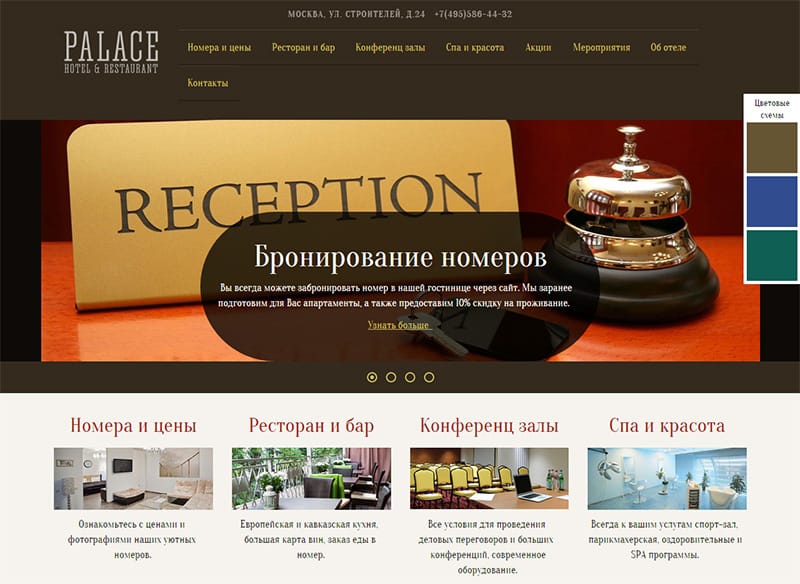 МОСКВА, УЛ. СТРОИТЕЛЕЙ, Д.24 +7(495)586-44-32
PALACE
HOTEL & RESTAURANT
Номера и цены Ресторан и бар Конференц залы Спа и красота Акции Мероприятия Об отеле
Контакты
Цветовые
схемы
RECEPTION
Бронирование номеров
Вы всегда можете забронировать номер в нашей гостинице через сайт. Мы заранее
подготовим для Вас апартаменты, а также предоставим 10% скидку на проживание.
Узнать больше
Номера и цены
Ознакомьтесь с ценами и
фотографиями наших уютных
номеров.
Ресторан и бар
Европейская и кавказская кухня,
большая карта вин, заказ еды в
номер.
Конференц залы
Все условия для проведения
деловых переговоров и больших
конференций, современное
оборудование.
Спа и красота
Всегда к вашим услугам спорт-зал,
парикмахерская, оздоровительные и
SPA программы.